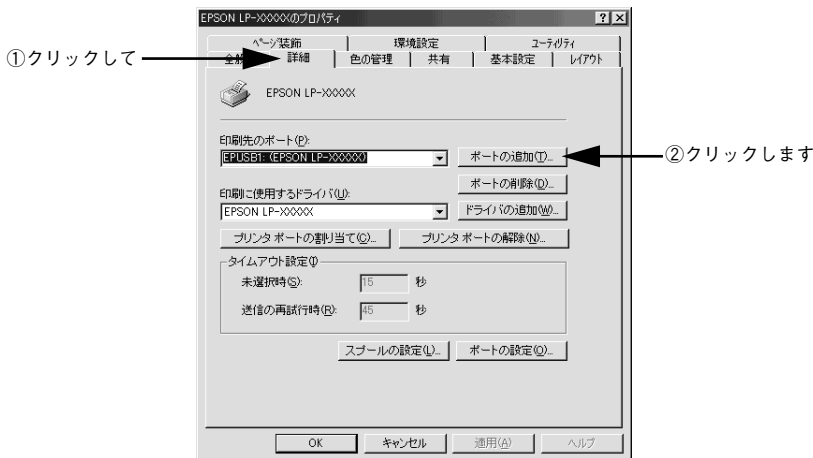 EPSON LP-XXXXXのプロパティ
ページ装飾 環境設定 ユーティリティ
①クリックして
全般 詳細 色の管理 共有 基本設定 レイアウト
EPSON LP-XXXXX
印刷先のポート(P):
EPUSB1: (EPSON LP-XXXXX) ポートの追加(T)...
②クリックします
ポートの削除(D)...
印刷に使用するドライバ(U):
EPSON LP-XXXXX ドライバの追加(W)...
プリンタ ポートの割り当て(C)... プリンタ ポートの解除(N)...
タイムアウト設定(I)
未選択時(S): 15 秒
送信の再試行時(R): 45 秒
スプールの設定(L)... ポートの設定(O)...
OK キャンセル 適用(A) ヘルプ